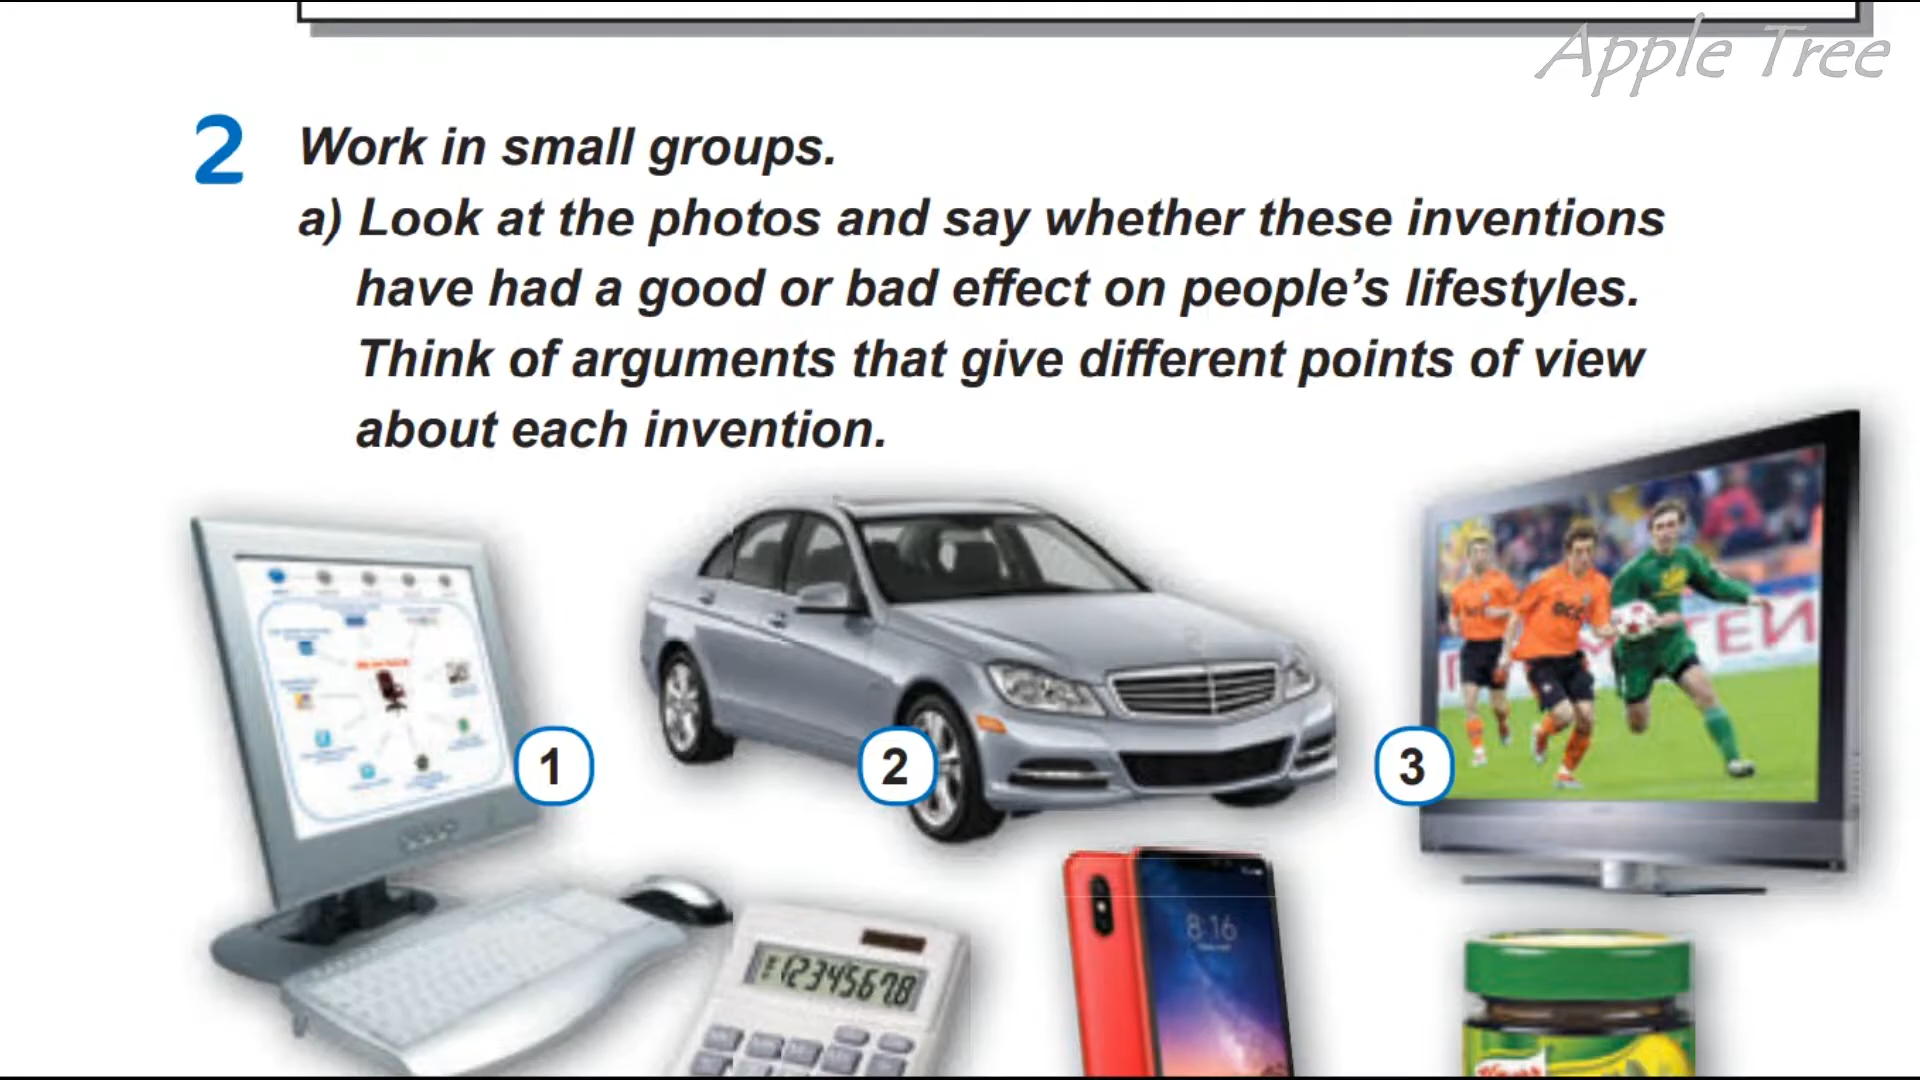 Apple Tree
2 Work in small groups.
a) Look at the photos and say whether these inventions
have had a good or bad effect on people's lifestyles.
Think of arguments that give different points of view
about each invention.
1
2
3
12345678
8:16